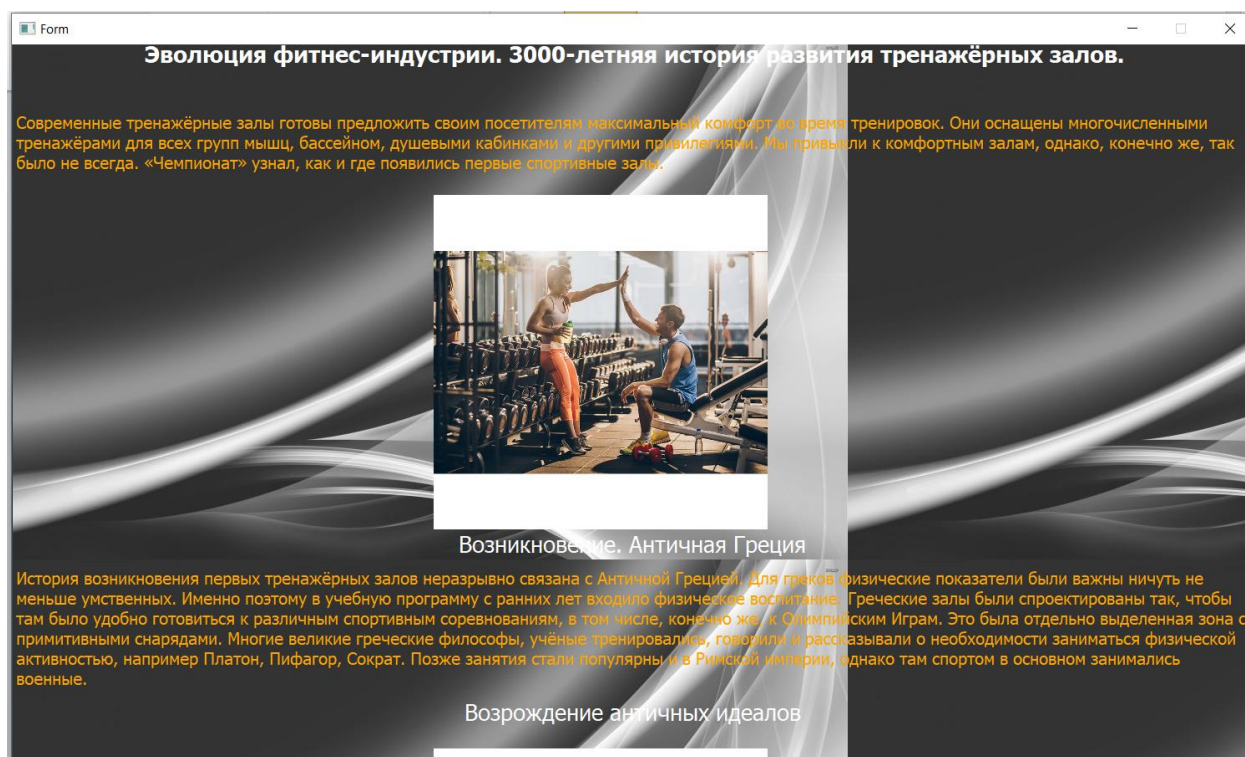 Form
Эволюция фитнес-индустрии. 3000-летняя история развития тренажёрных залов.
Современные тренажёрные залы готовы предложить своим посетителям максимальный комфорт во время тренировок. Они оснащены многочисленными
тренажёрами для всех групп мышц, бассейном, душевыми кабинками и другими привилегиями. Мы привыкли к комфортным залам, однако, конечно же, так
было не всегда. «Чемпионат» узнал, как и где появились первые спортивные залы.
Возникновение. Античная Греция
История возникновения первых тренажёрных залов неразрывно связана с Античной Грецией. Для греков физические показатели были важны ничуть не
меньше умственных. Именно поэтому в учебную программу с ранних лет входило физическое воспитание. Греческие залы были спроектированы так, чтобы
там было удобно готовиться к различным спортивным соревнованиям, в том числе, конечно же, к Олимпийским Играм. Это была отдельно выделенная зона с
примитивными снарядами. Многие великие греческие философы, учёные тренировались, говорили и рассказывали о необходимости заниматься физической
активностью, например Платон, Пифагор, Сократ. Позже занятия стали популярны и в Римской империи, однако там спортом в основном занимались
военные.
Возрождение античных идеалов